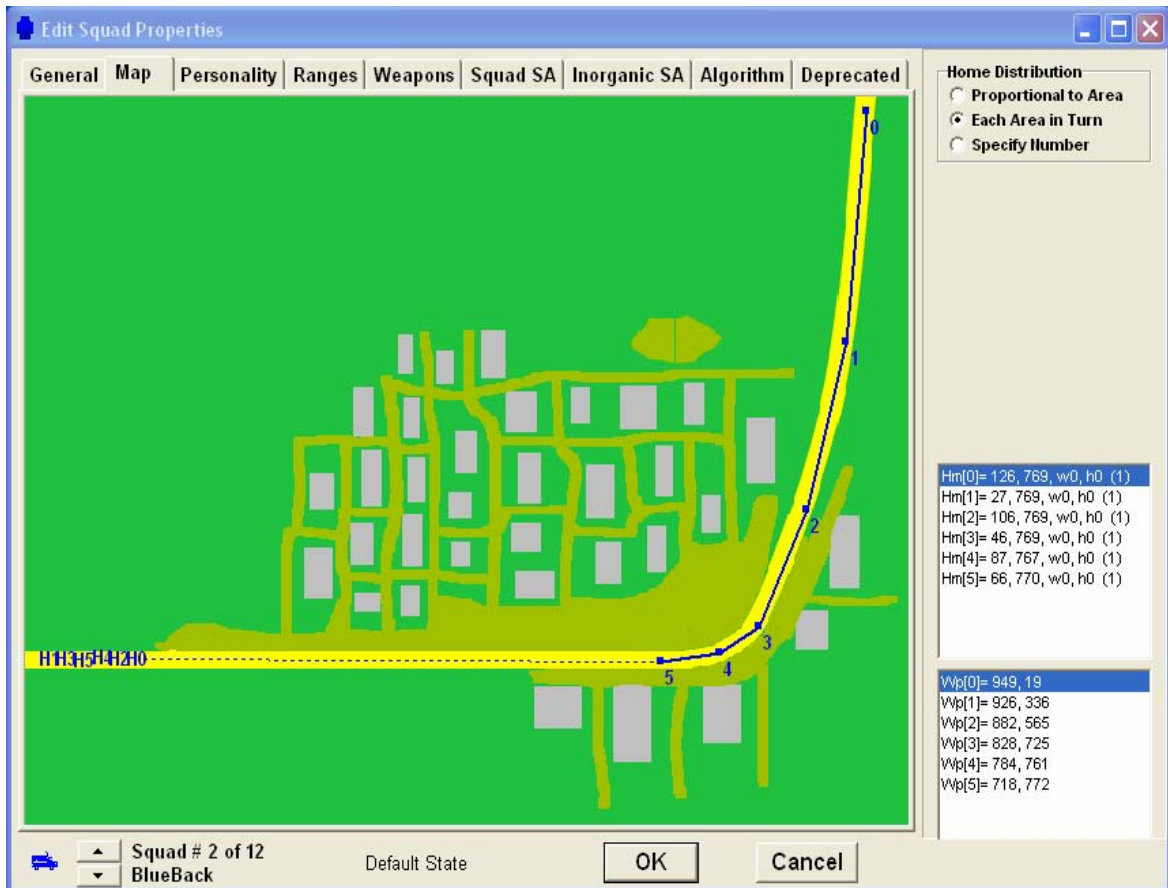 Edit Squad Properties
General Map Personality Ranges Weapons Squad SA Inorganic SA Algorithm Deprecated
Home Distribution
Proportional to Area
Each Area in Turn
Specify Number
0
1
2
3
4
5
H1H3H5H4H2H0
Hm[0]= 126, 769, w0, h0 (1)
Hm[1]= 27, 769, w0, h0 (1)
Hm[2]= 106, 769, w0, h0 (1)
Hm[3]= 46, 769, w0, h0 (1)
Hm[4]= 87, 767, w0, h0 (1)
Hm[5]= 66, 770, w0, h0 (1)
Wp[0]= 949, 19
Wp[1]= 926, 336
Wp[2]= 882, 565
Wp[3]= 828, 725
Wp[4]= 784, 761
Wp[5]= 718, 772
Squad # 2 of 12
BlueBack
Default State
OK
Cancel